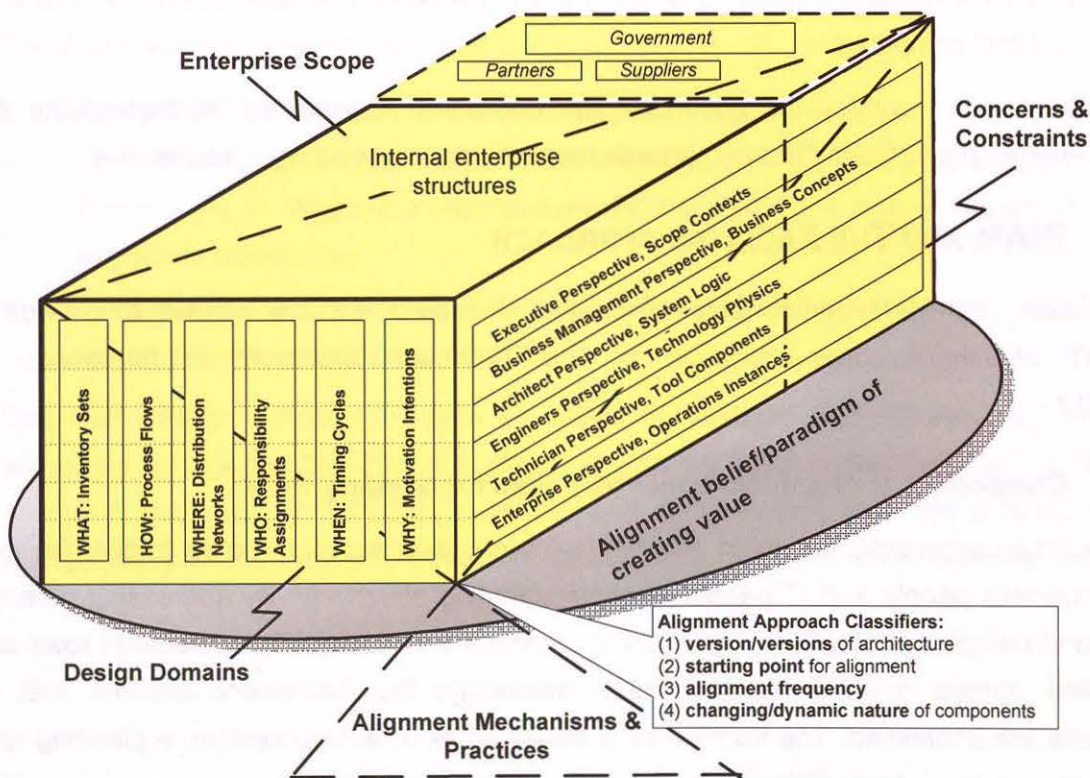 Government
Partners
Suppliers
Enterprise Scope
Internal enterprise
structures
Concerns &
Constraints
Executive Perspective, Scope Contexts
Business Management Perspective, Business Concepts
Architect Perspective, System Logic
Engineers Perspective, Technology Physics
Technician Perspective, Tool Components
Enterprise Perspective, Operations Instances
WHAT: Inventory Sets
HOW: Process Flows
WHERE: Distribution
Networks
WHO: Responsibility
Assignments
WHEN: Timing Cycles
WHY: Motivation Intentions
Alignment belief/paradigm of
creating value
Alignment Approach Classifiers:
(1) version/versions of architecture
(2) starting point for alignment
(3) alignment frequency
(4) changing/dynamic nature of components
Design Domains
Alignment Mechanisms &
Practices